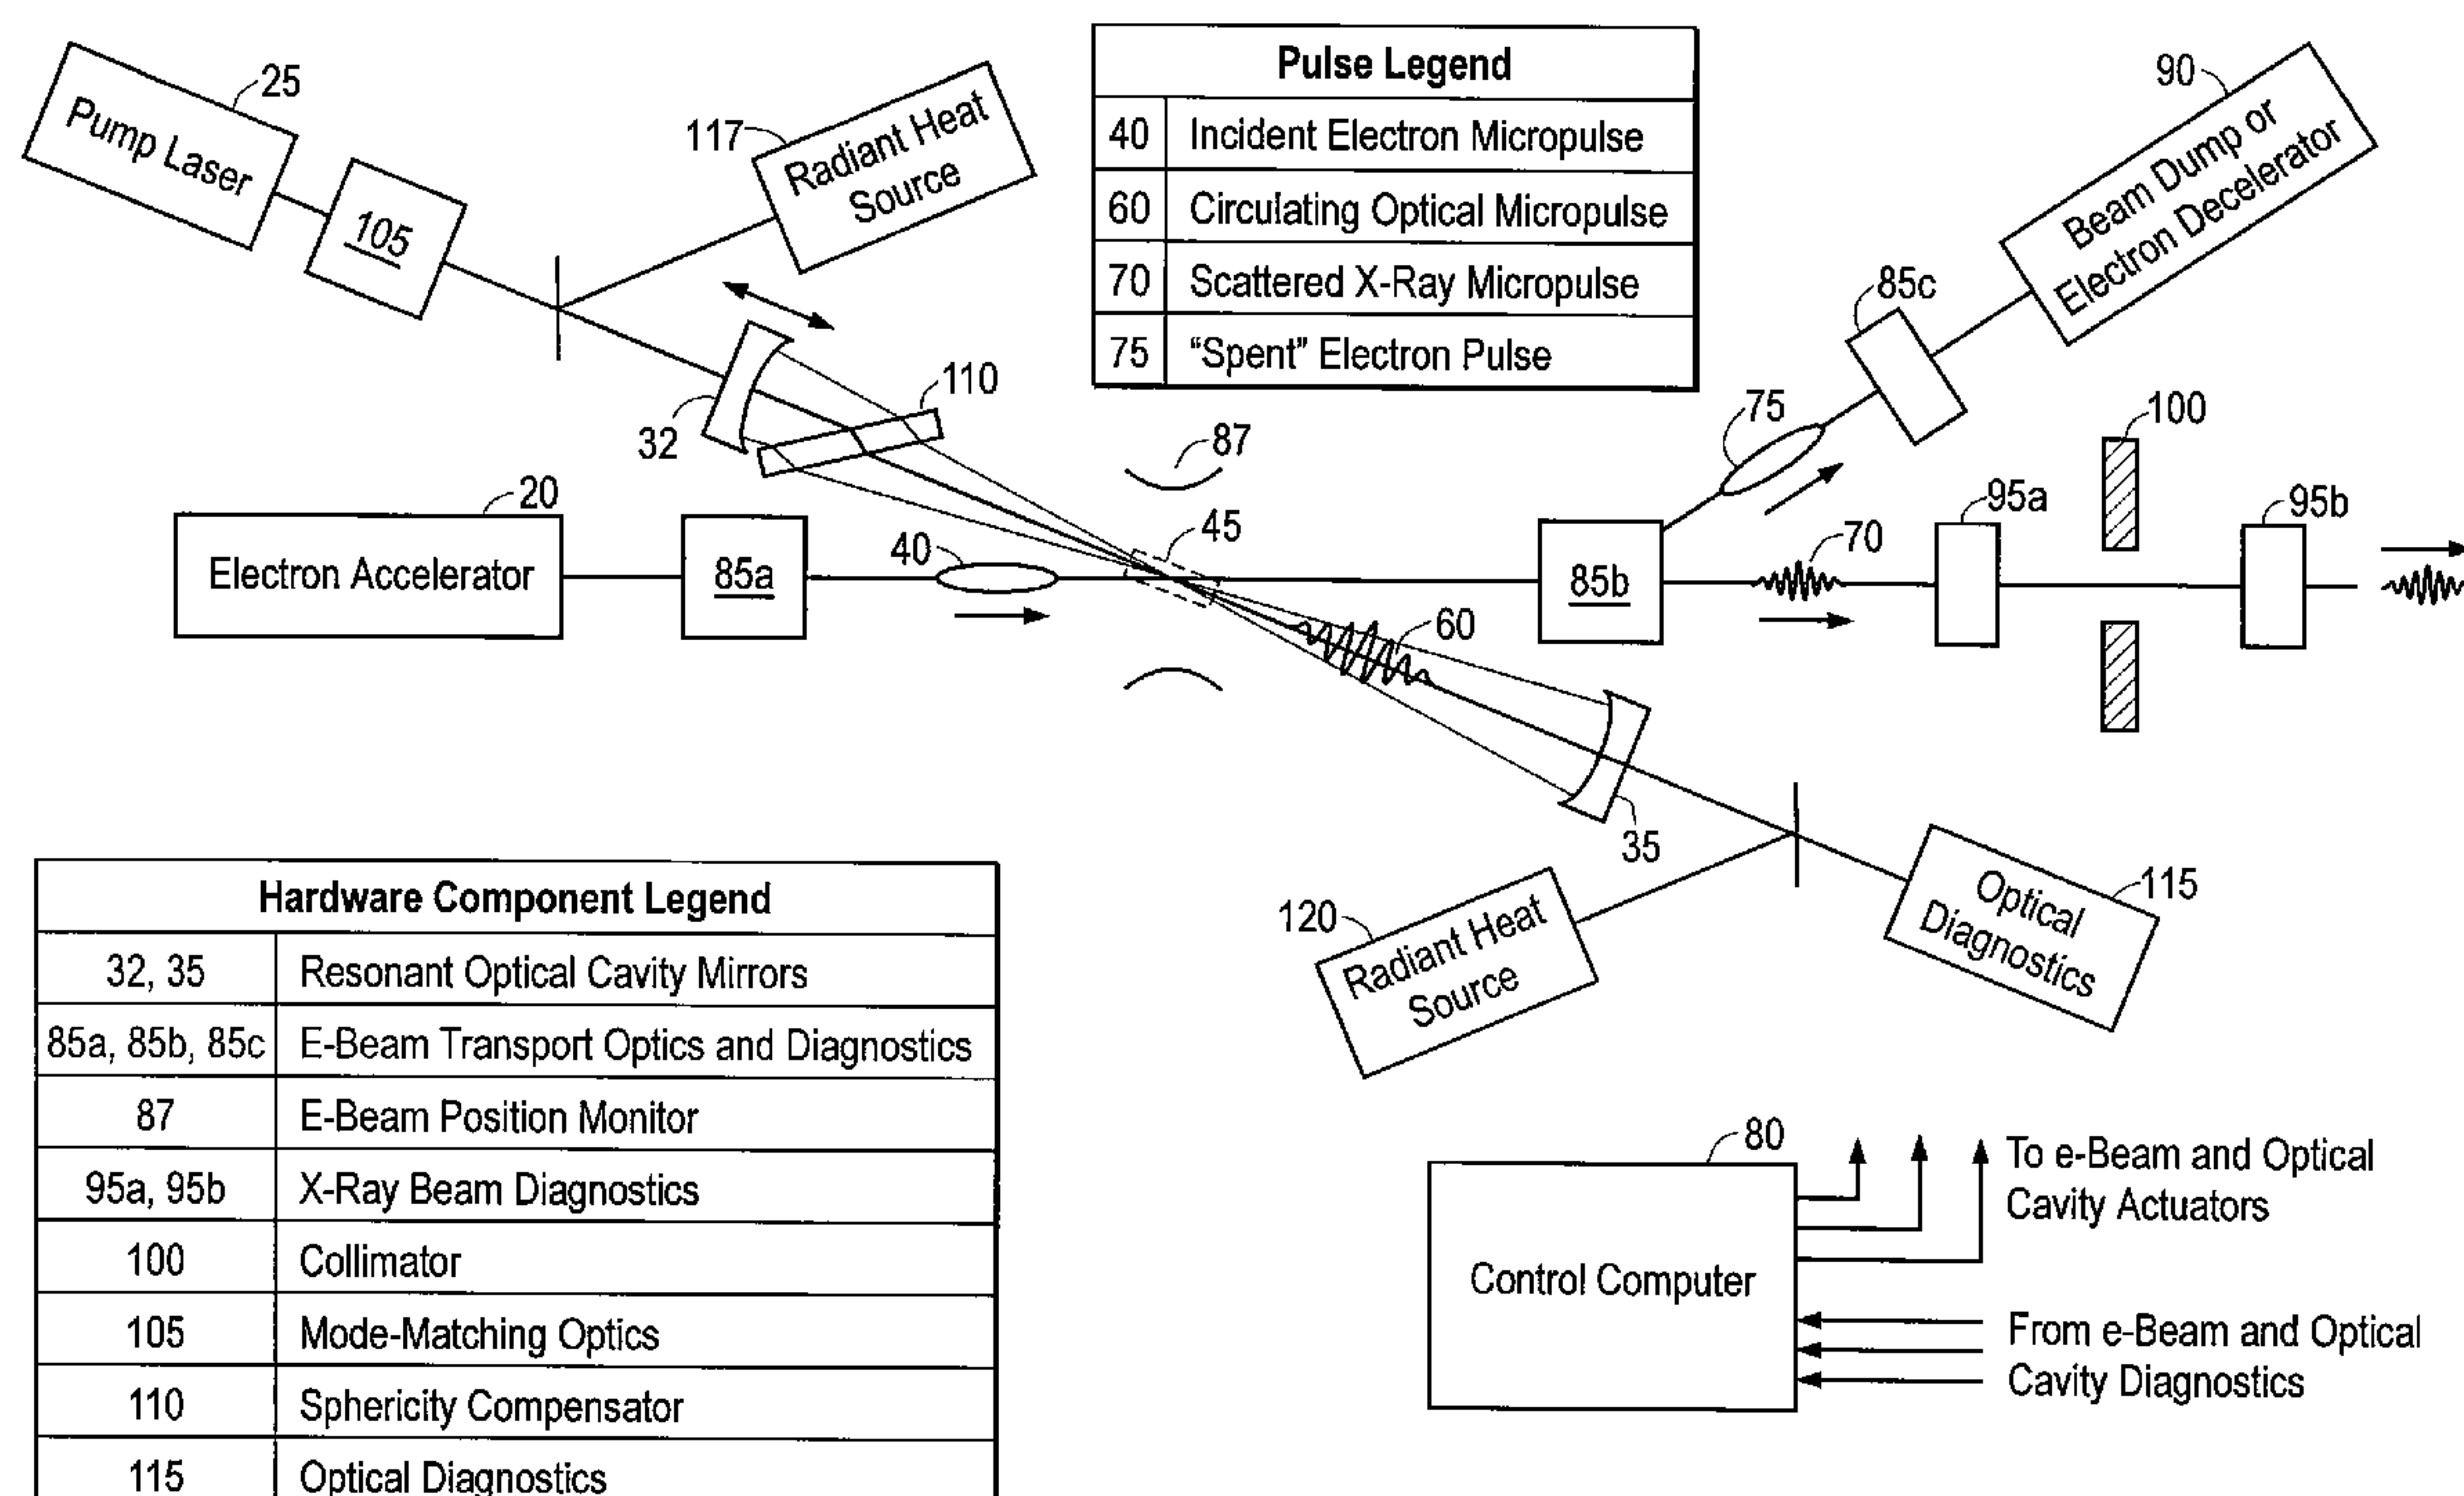 25
Pump Laser
105
117
Radiant Heat
Source
Pulse Legend
40 Incident Electron Micropulse
60 Circulating Optical Micropulse
70 Scattered X-Ray Micropulse
75 "Spent" Electron Pulse
90
Beam Dump or
Electron Decelerator
85c
75
100
110
32
87
20
Electron Accelerator
85a
40
45
85b
70
95a
95b
60
35
120
Radiant Heat
Source
115
Optical
Diagnostics
Hardware Component Legend
32, 35 Resonant Optical Cavity Mirrors
85a, 85b, 85c E-Beam Transport Optics and Diagnostics
87 E-Beam Position Monitor
95a, 95b X-Ray Beam Diagnostics
100 Collimator
105 Mode-Matching Optics
110 Sphericity Compensator
115 Optical Diagnostics
80
Control Computer
To e-Beam and Optical
Cavity Actuators
From e-Beam and Optical
Cavity Diagnostics